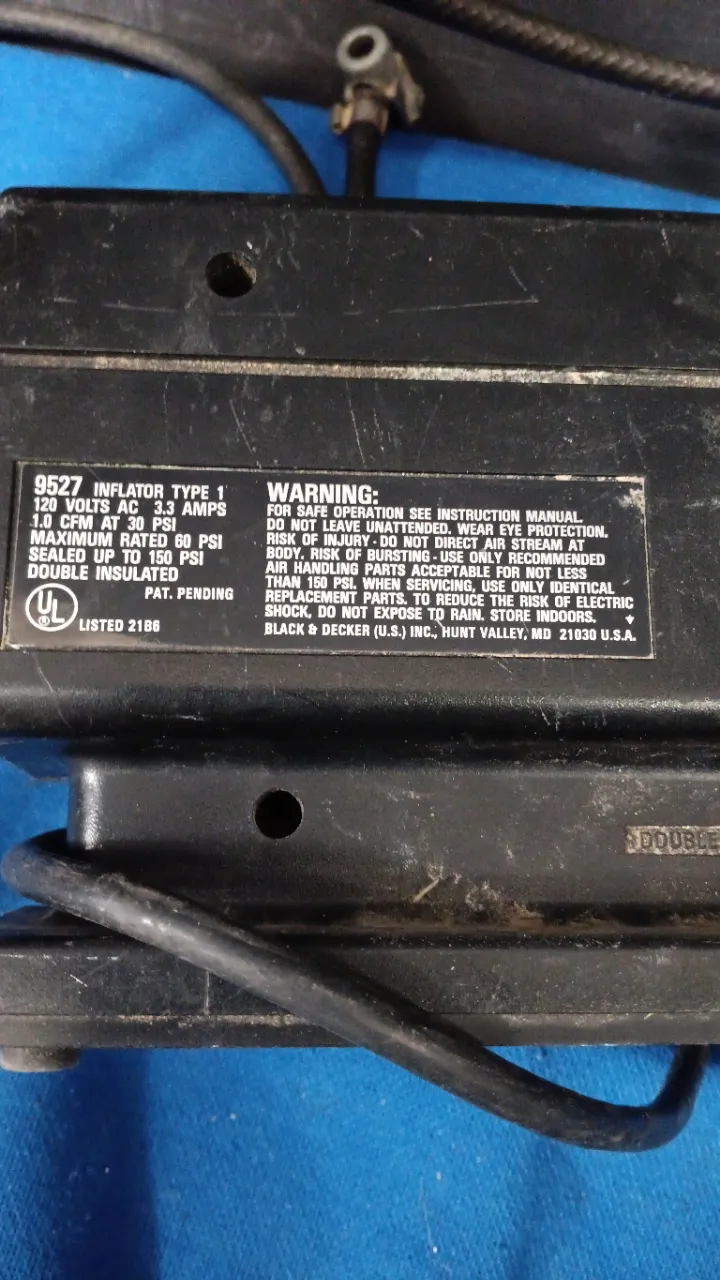 9527 INFLATOR TYPE 1
120 VOLTS AC 3.3 AMPS
1.0 CFM AT 30 PSI
MAXIMUM RATED 60 PSI
SEALED UP TO 150 PSI
DOUBLE INSULATED
PAT. PENDING
UL
®
LISTED 21B6
WARNING:
FOR SAFE OPERATION SEE INSTRUCTION MANUAL.
DO NOT LEAVE UNATTENDED. WEAR EYE PROTECTION.
RISK OF INJURY - DO NOT DIRECT AIR STREAM AT
BODY. RISK OF BURSTING - USE ONLY RECOMMENDED
AIR HANDLING PARTS ACCEPTABLE FOR NOT LESS
THAN 150 PSI. WHEN SERVICING, USE ONLY IDENTICAL
REPLACEMENT PARTS. TO REDUCE THE RISK OF ELECTRIC
SHOCK, DO NOT EXPOSE TO RAIN. STORE INDOORS.
BLACK & DECKER (U.S.) INC., HUNT VALLEY, MD 21030 U.S.A.
DOUBLE